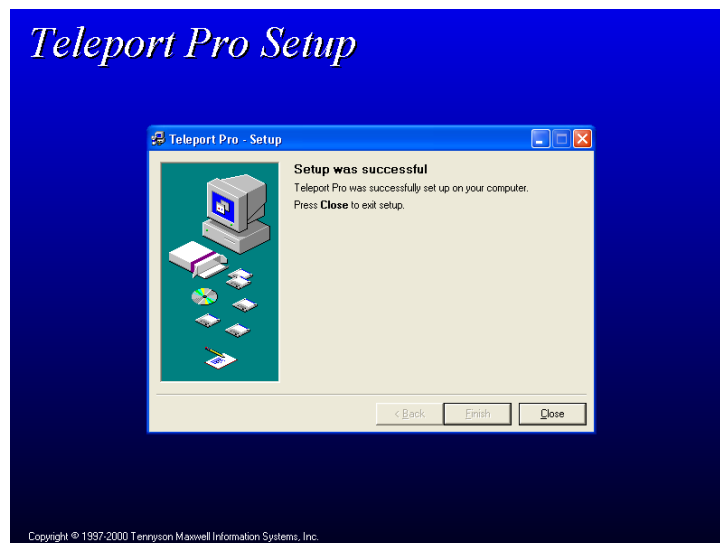 Teleport Pro Setup
Teleport Pro - Setup
Setup was successful
Teleport Pro was successfully set up on your computer.
Press Close to exit setup.
< Back Finish Close
Copyright © 1997-2000 Tennyson Maxwell Information Systems, Inc.